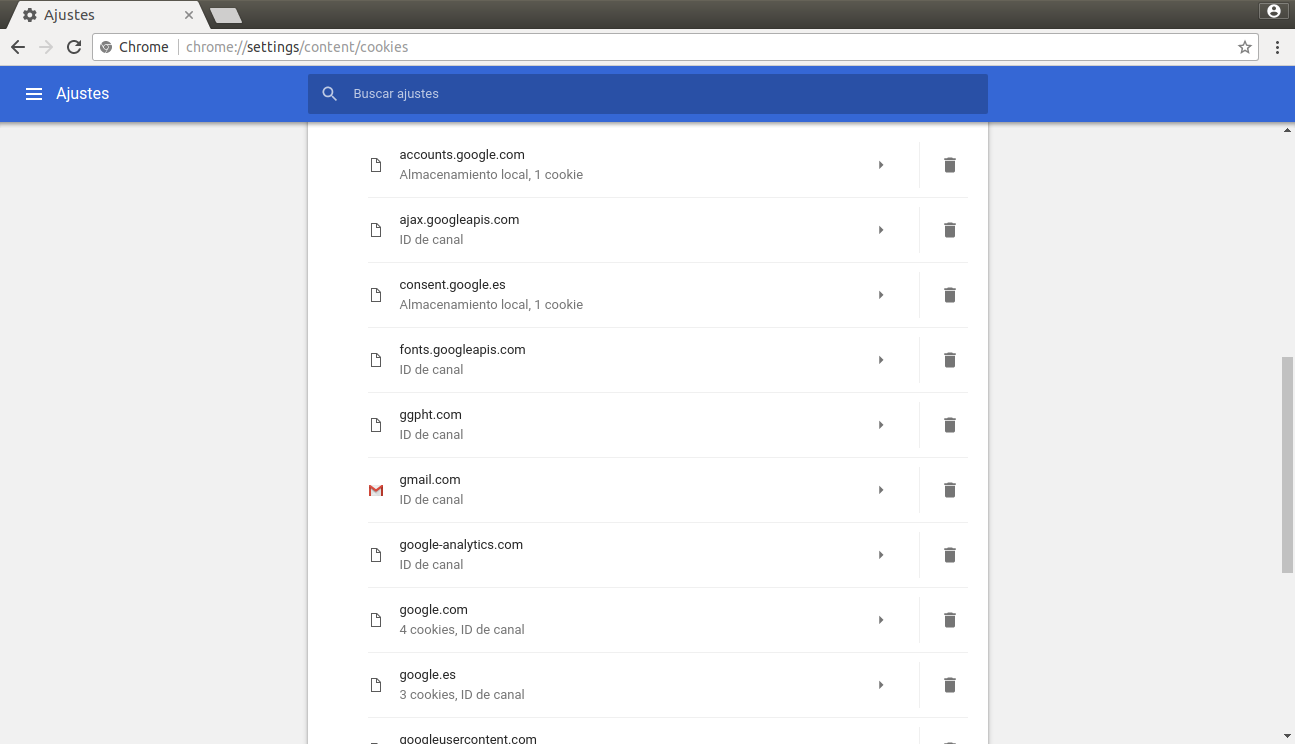 Ajustes
Chrome chrome://settings/content/cookies
Ajustes
Buscar ajustes
accounts.google.com
Almacenamiento local, 1 cookie
ajax.googleapis.com
ID de canal
consent.google.es
Almacenamiento local, 1 cookie
fonts.googleapis.com
ID de canal
ggpht.com
ID de canal
gmail.com
ID de canal
google-analytics.com
ID de canal
google.com
4 cookies, ID de canal
google.es
3 cookies, ID de canal
googleusercontent.com